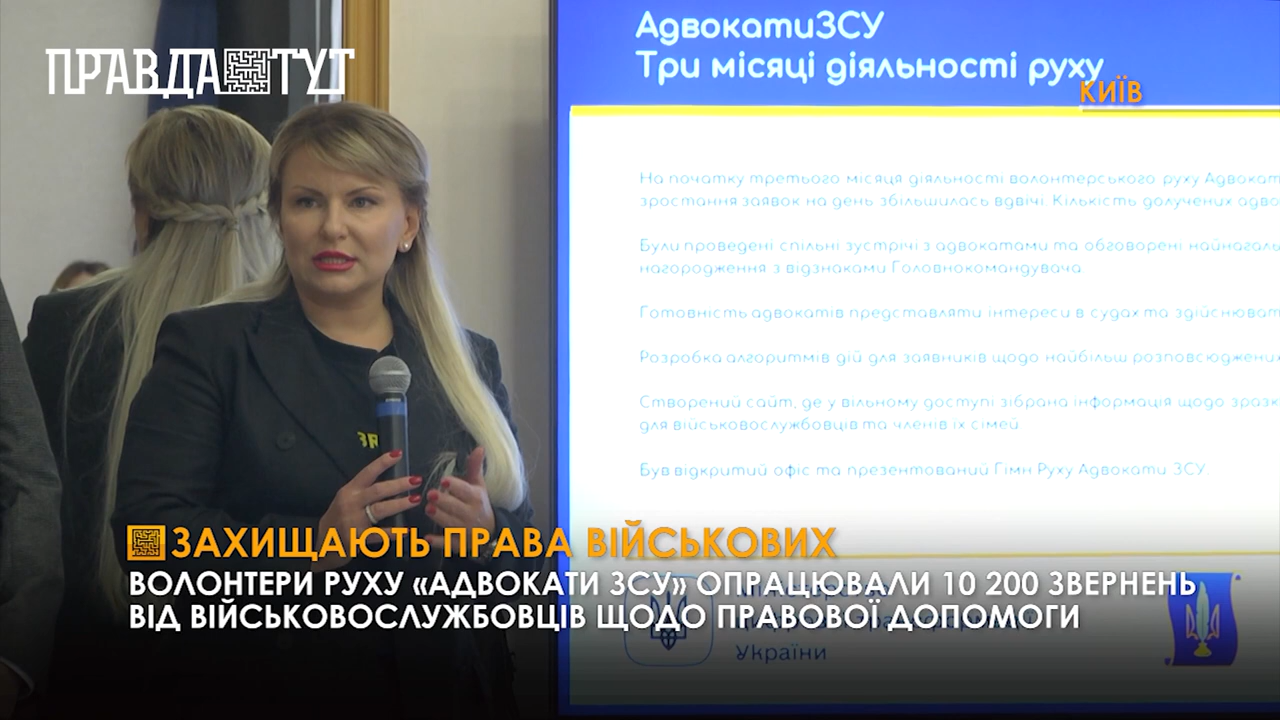 ПРАВДА ТУТ
АдвокатиЗСУ
Три місяці діяльності руху
КИЇВ
На початку третього місяця діяльності волонтерського руху Адвокат
зростання заявок на день збільшилась вдвічі. Кількість долучених адво
Були проведені спільні зустрічі з адвокатами та обговорені найнагаль
нагородження з відзнаками Головнокомандувача.
Готовність адвокатів представляти інтереси в судах та здійснюват
Розробка алгоритмів дій для заявників щодо найбільш розповсюджених
Створений сайт, де у вільному доступі зібрана інформація щодо зразк
для військовослужбовців та членів їх сімей
Був відкритий офіс та презентований Гімн Руху Адвокати ЗСУ.
ЗАХИЩАЮТЬ ПРАВА ВІЙСЬКОВИХ
ВОЛОНТЕРИ РУХУ «АДВОКАТИ ЗСУ» ОПРАЦЮВАЛИ 10 200 ЗВЕРНЕНЬ
ВІД ВІЙСЬКОВОСЛУЖБОВЦІВ ЩОДО ПРАВОВОЇ ДОПОМОГИ
України